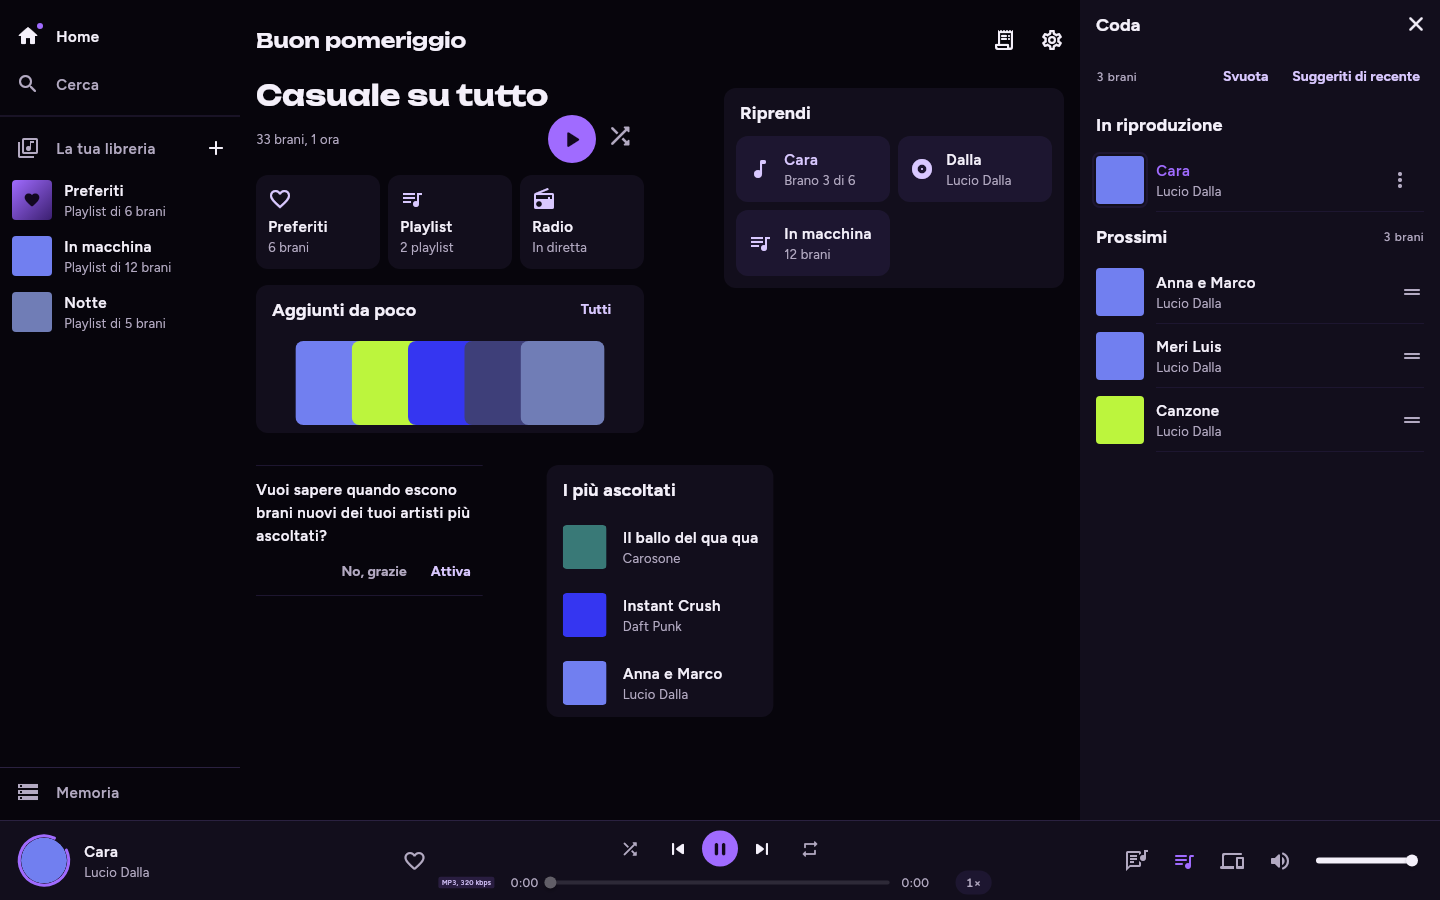 Home
Cerca
La tua libreria
Preferiti
Playlist di 6 brani
In macchina
Playlist di 12 brani
Notte
Playlist di 5 brani
Memoria
Buon pomeriggio
Casuale su tutto
33 brani, 1 ora
Preferiti
6 brani
Playlist
2 playlist
Radio
In diretta
Riprendi
Cara
Brano 3 di 6
Dalla
Lucio Dalla
In macchina
12 brani
Aggiunti da poco
Tutti
Vuoi sapere quando escono
brani nuovi dei tuoi artisti più
ascoltati?
No, grazie
Attiva
I più ascoltati
Il ballo del qua qua
Carosone
Instant Crush
Daft Punk
Anna e Marco
Lucio Dalla
Coda
3 brani
Svuota
Suggeriti di recente
In riproduzione
Cara
Lucio Dalla
Prossimi
3 brani
Anna e Marco
Lucio Dalla
Meri Luis
Lucio Dalla
Canzone
Lucio Dalla
Cara
Lucio Dalla
MP3, 320 kbps
0:00
0:00
1×